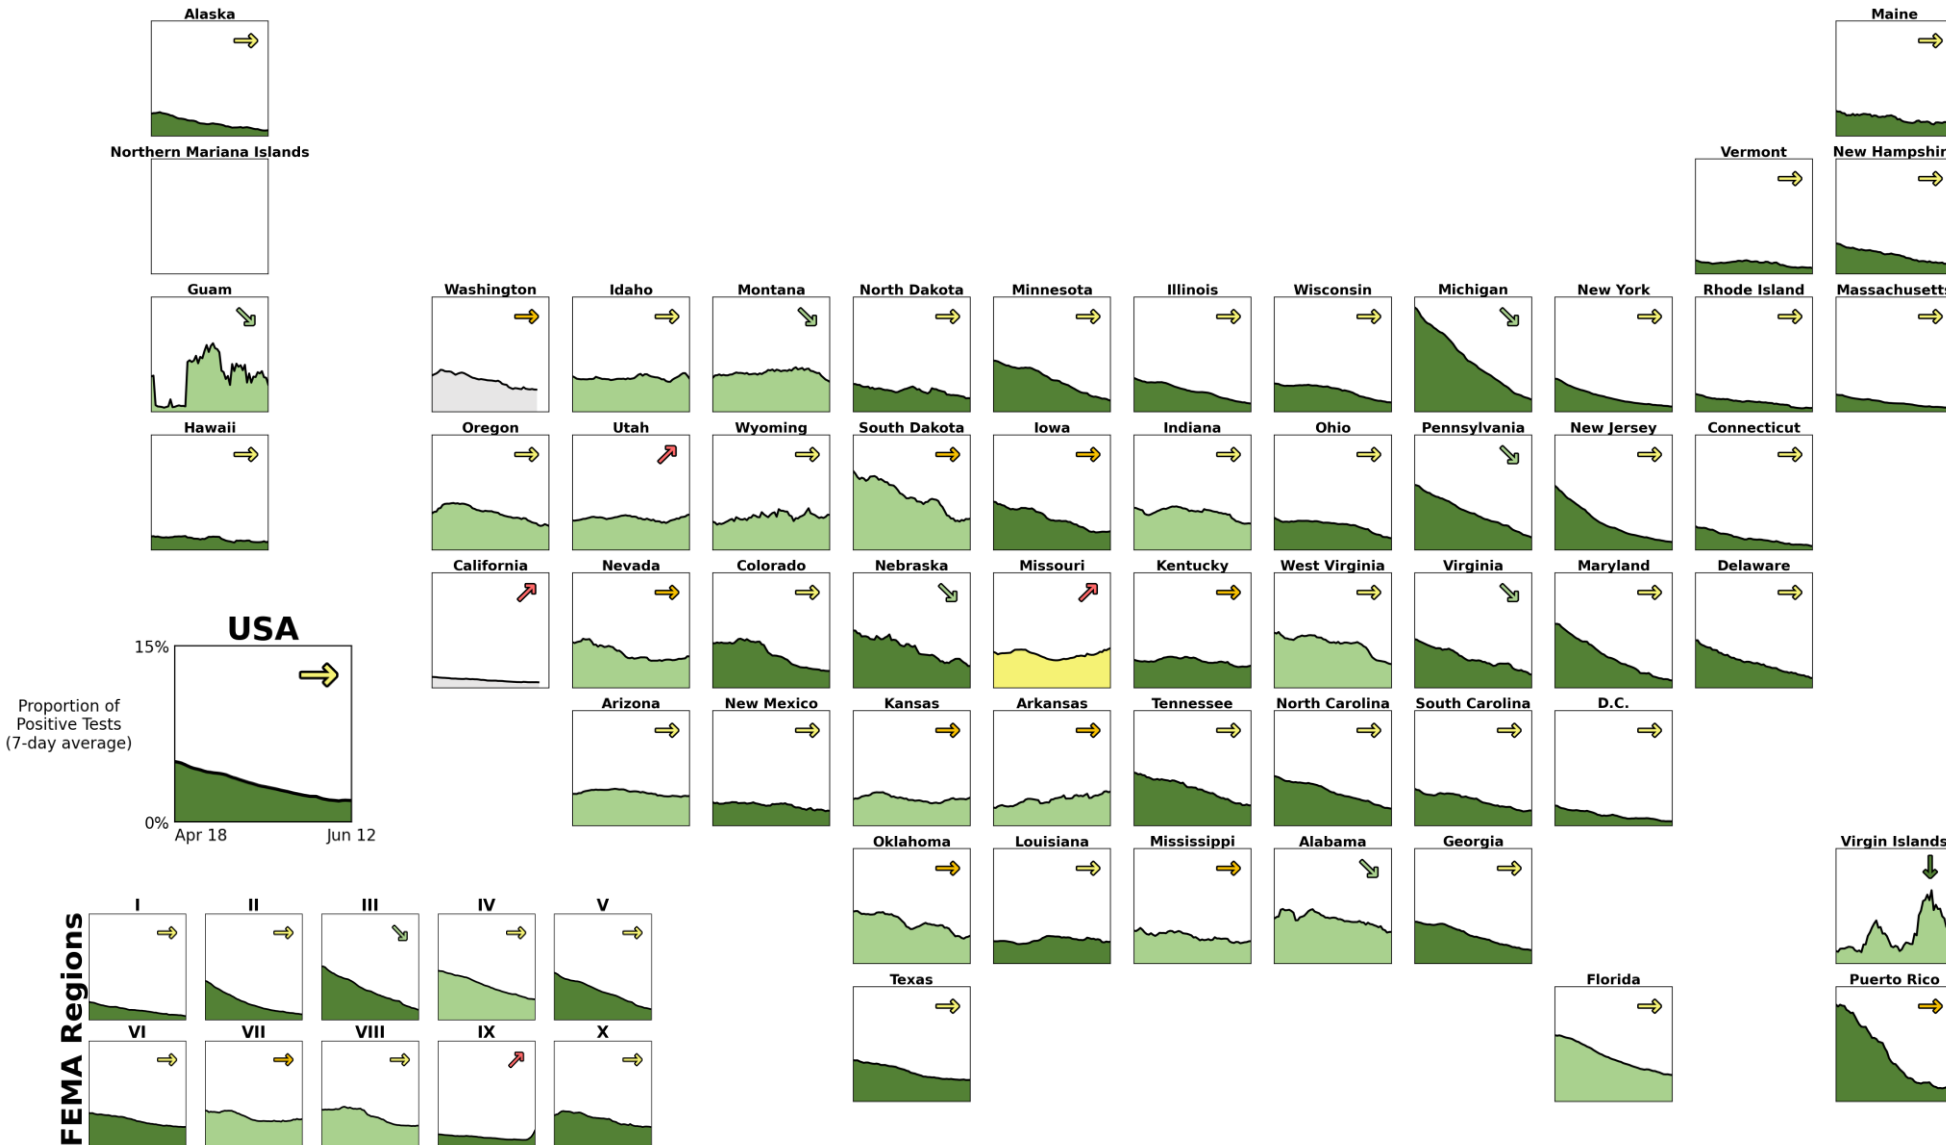 Alaska
Maine
Northern Mariana Islands
Vermont
New Hampshir
Guam
Washington
Idaho
Montana
North Dakota
Minnesota
Illinois
Wisconsin
Michigan
New York
Rhode Island
Massachusetts
Hawaii
Oregon
Utah
Wyoming
South Dakota
Iowa
Indiana
Ohio
Pennsylvania
New Jersey
Connecticut
California
Nevada
Colorado
Nebraska
Missouri
Kentucky
West Virginia
Virginia
Maryland
Delaware
USA
15%
Proportion of
Positive Tests
(7-day average)
0%
Apr 18
Jun 12
Arizona
New Mexico
Kansas
Arkansas
Tennessee
North Carolina
South Carolina
D.C.
Oklahoma
Louisiana
Mississippi
Alabama
Georgia
Virgin Islands
FEMA Regions
I
II
III
IV
V
Texas
Florida
Puerto Rico
VI
VII
VIII
IX
X